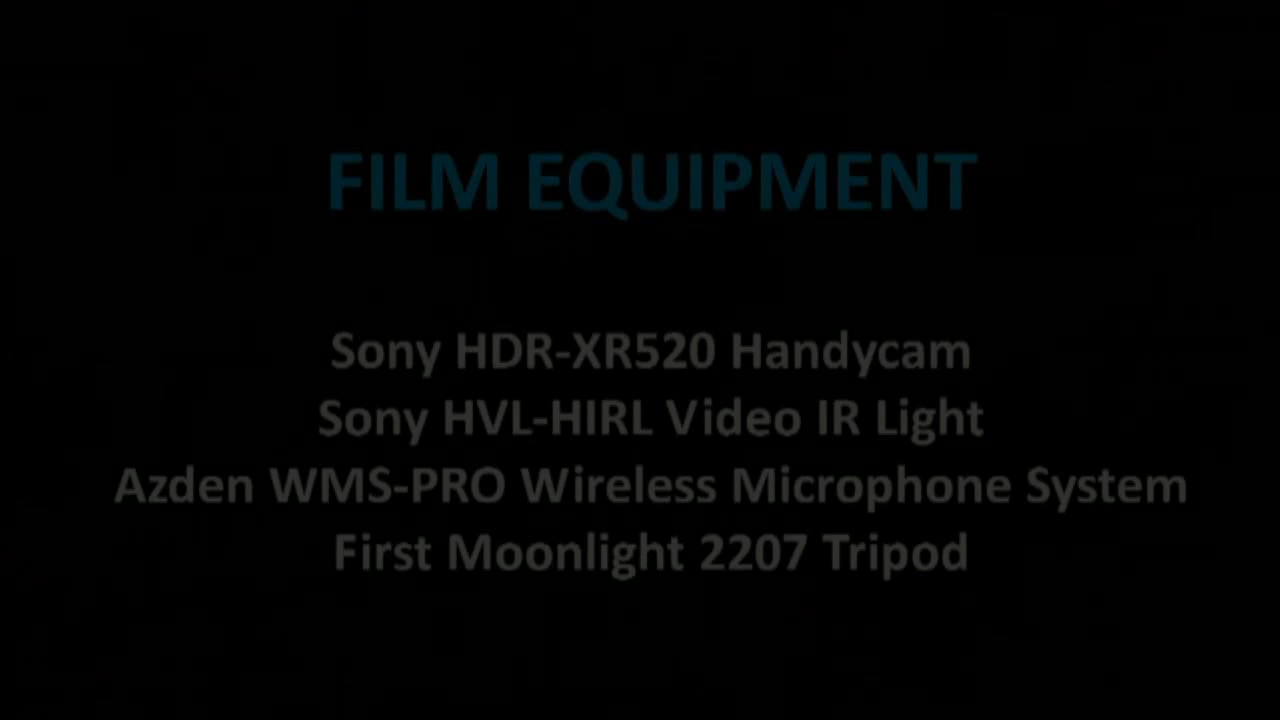 FILM EQUIPMENT
Sony HDR-XR520 Handycam
Sony HVL-HIRL Video IR Light
Azden WMS-PRO Wireless Microphone System
First Moonlight 2207 Tripod